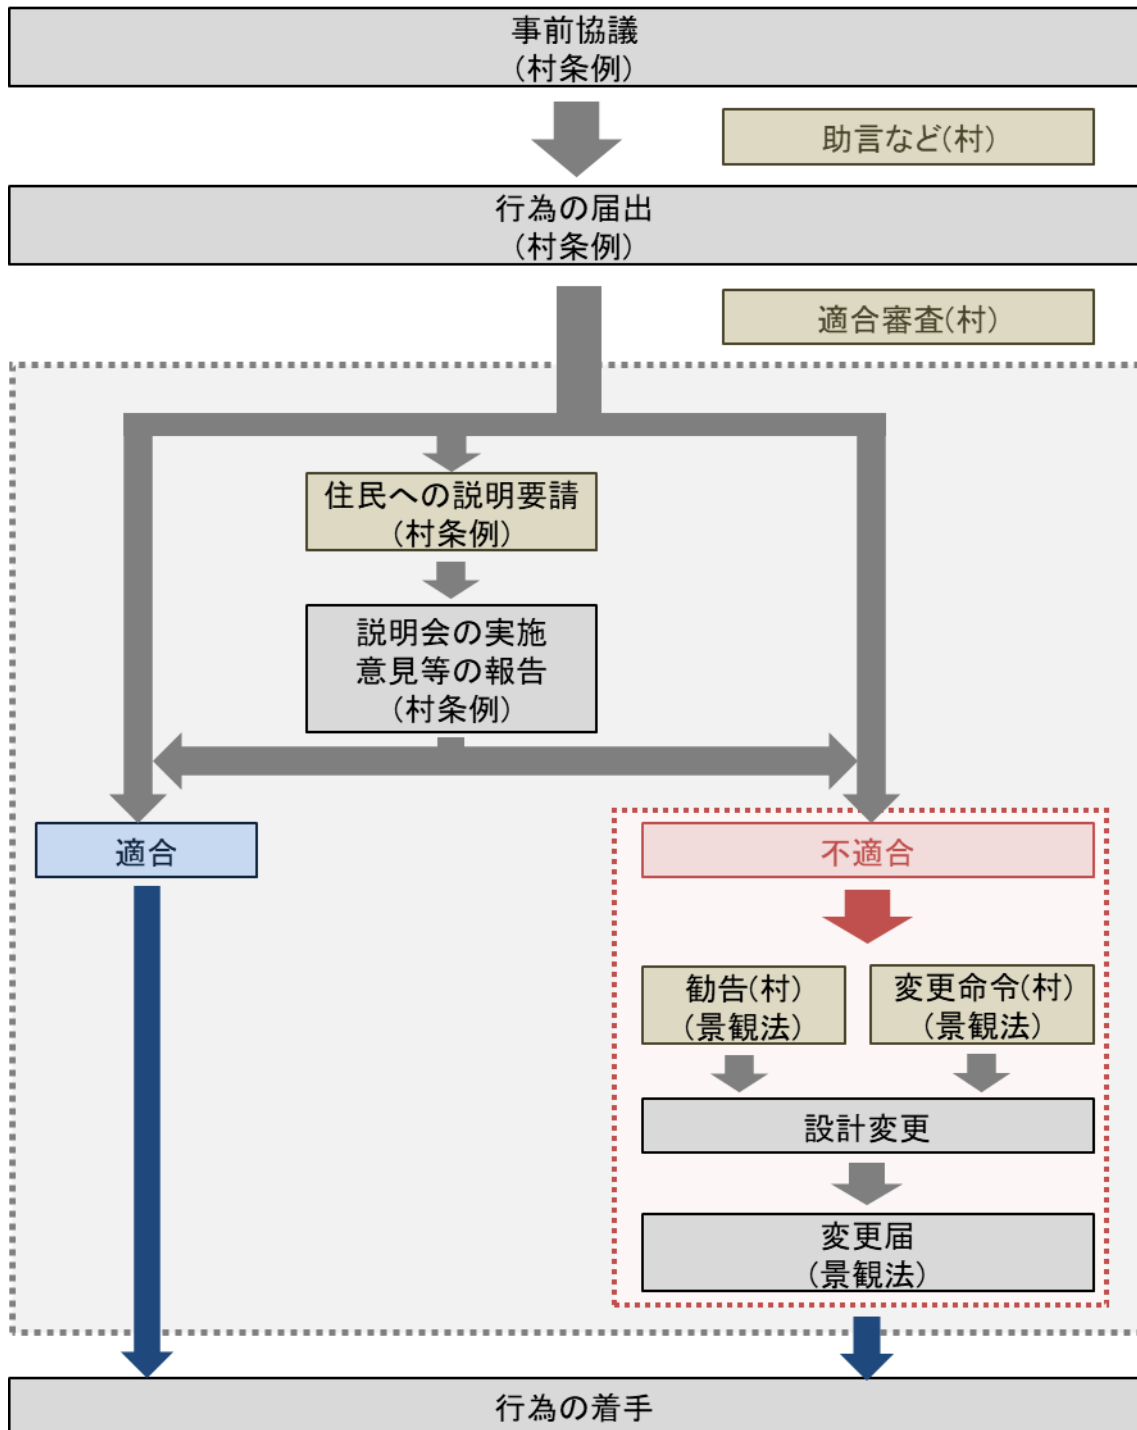 事前協議
(村条例)
助言など(村)
行為の届出
(村条例)
適合審査(村)
住民への説明要請
(村条例)
説明会の実施
意見等の報告
(村条例)
適合
不適合
勧告(村)
(景観法)
変更命令(村)
(景観法)
設計変更
変更届
(景観法)
行為の着手